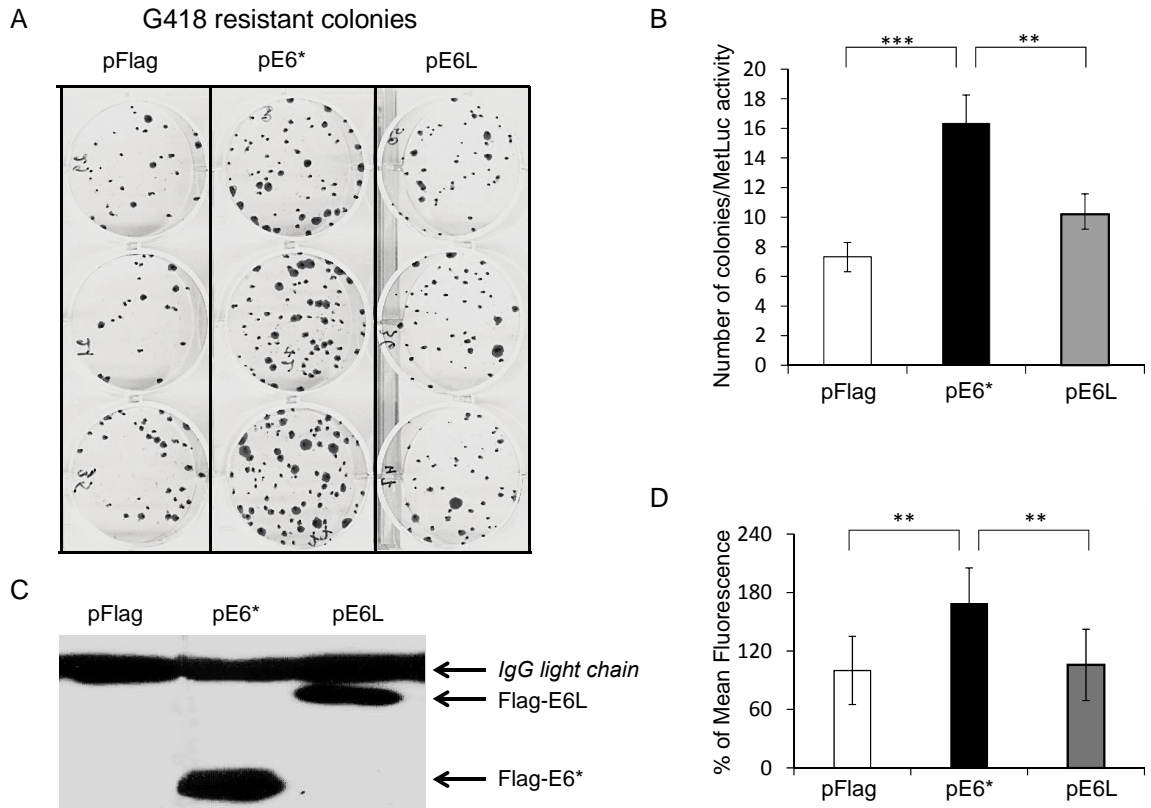 A
G418 resistant colonies
pFlag pE6* pE6L
B
*** **
Number of colonies/MetLuc activity
20
18
16
14
12
10
8
6
4
2
0
pFlag pE6* pE6L
C
pFlag pE6* pE6L
IgG light chain
Flag-E6L
Flag-E6*
D
** **
% of Mean Fluorescence
240
180
120
60
0
pFlag pE6* pE6L